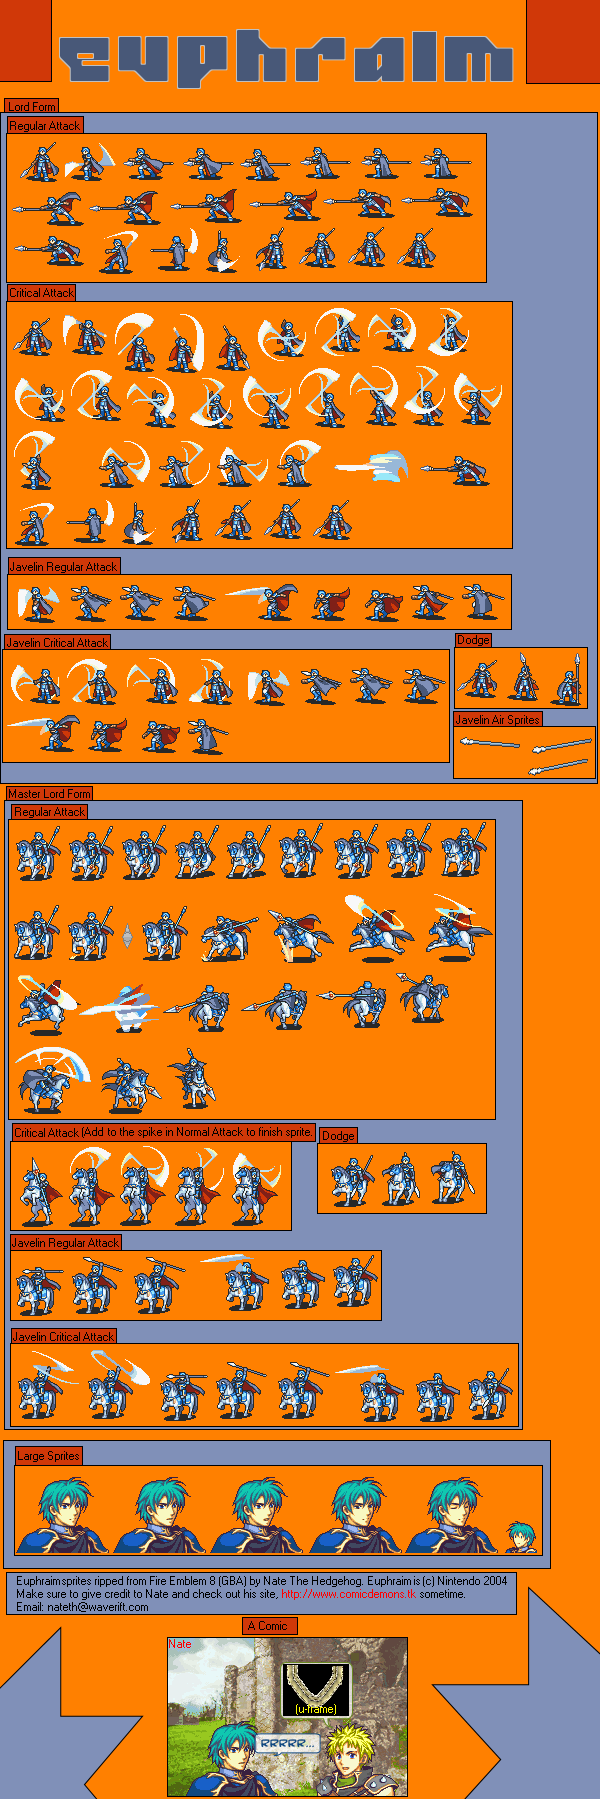 euphraim
Lord Form
Regular Attack
Critical Attack
Javelin Regular Attack
Javelin Critical Attack
Dodge
Javelin Air Sprites
Master Lord Form
Regular Attack
Critical Attack (Add to the spike in Normal Attack to finish sprite.
Dodge
Javelin Regular Attack
Javelin Critical Attack
Large Sprites
Euphraim sprites ripped from Fire Emblem 8 (GBA) by Nate The Hedgehog. Euphraim is (c) Nintendo 2004
Make sure to give credit to Nate and check out his site, http://www.comicdemons.tk sometime.
Email: nateth@waverift.com
A Comic
Nate
(u-frame)
RRRRR...